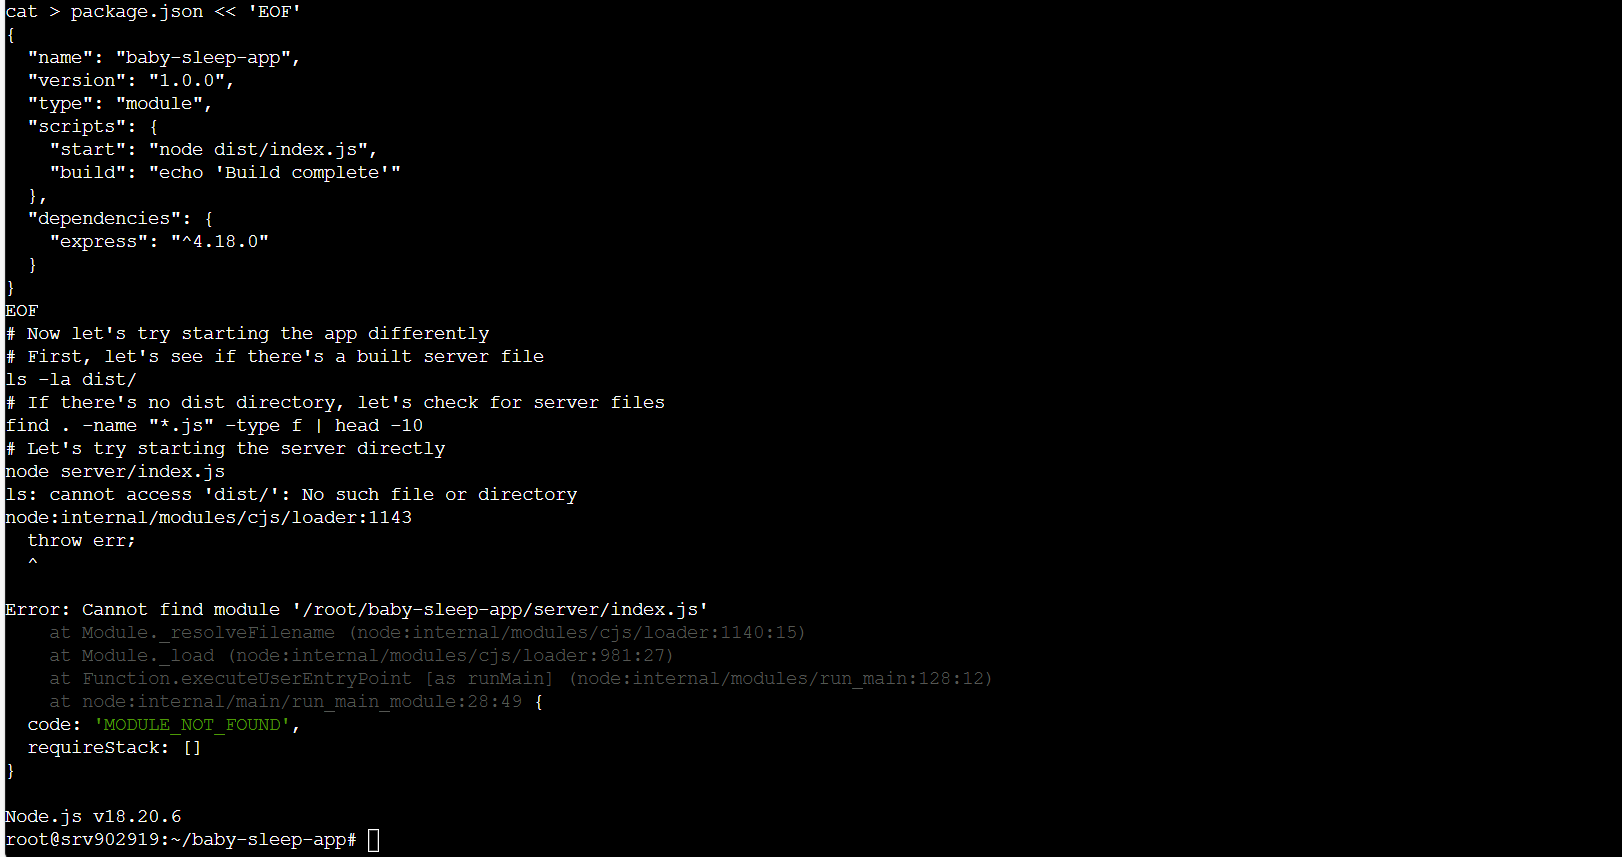 cat > package.json << 'EOF'
{
  "name": "baby-sleep-app",
  "version": "1.0.0",
  "type": "module",
  "scripts": {
    "start": "node dist/index.js",
    "build": "echo 'Build complete'"
  },
  "dependencies": {
    "express": "^4.18.0"
  }
}
EOF
# Now let's try starting the app differently
# First, let's see if there's a built server file
ls -la dist/
# If there's no dist directory, let's check for server files
find . -name "*.js" -type f | head -10
# Let's try starting the server directly
node server/index.js
ls: cannot access 'dist/': No such file or directory
node:internal/modules/cjs/loader:1143
  throw err;
  ^

Error: Cannot find module '/root/baby-sleep-app/server/index.js'
    at Module._resolveFilename (node:internal/modules/cjs/loader:1140:15)
    at Module._load (node:internal/modules/cjs/loader:981:27)
    at Function.executeUserEntryPoint [as runMain] (node:internal/modules/run_main:128:12)
    at node:internal/main/run_main_module:28:49 {
  code: 'MODULE_NOT_FOUND',
  requireStack: []
}

Node.js v18.20.6
root@srv902919:~/baby-sleep-app#